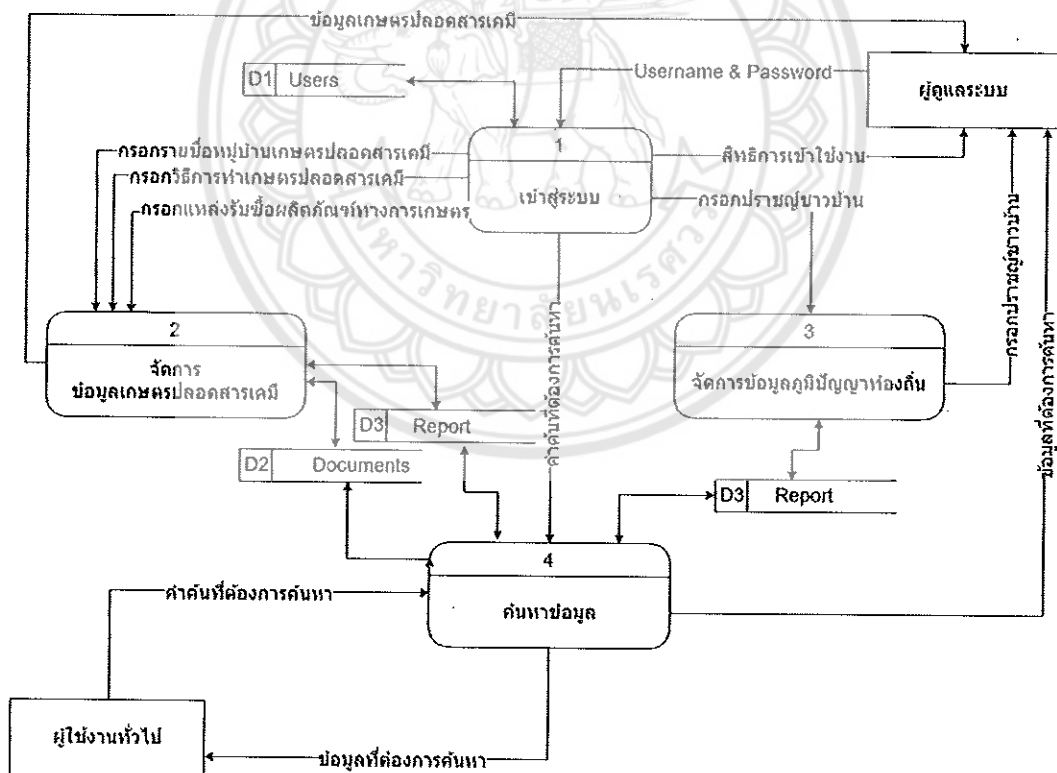 ข้อมูลเกษตรปลอดสารเคมี
D1 Users
Username & Password
ผู้ดูแลระบบ
1
เข้าสู่ระบบ
กรอกรายชื่อหมู่บ้านเกษตรปลอดสารเคมี
กรอกวิธีการทำเกษตรปลอดสารเคมี
กรอกแหล่งรับซื้อผลิตภัณฑ์ทางการเกษตร
สิทธิการเข้าใช้งาน
กรอกปราชญ์ชาวบ้าน
มหาวิทยาลัยนเรศวร
กรอกปราชญ์ชาวบ้าน
ข้อมูลที่ต้องการค้นหา
คำค้นที่ต้องการค้นหา
2
จัดการ
ข้อมูลเกษตรปลอดสารเคมี
3
จัดการข้อมูลภูมิปัญญาท้องถิ่น
D3 Report
D2 Documents
D3 Report
4
ค้นหาข้อมูล
คำค้นที่ต้องการค้นหา
ผู้ใช้งานทั่วไป
ข้อมูลที่ต้องการค้นหา